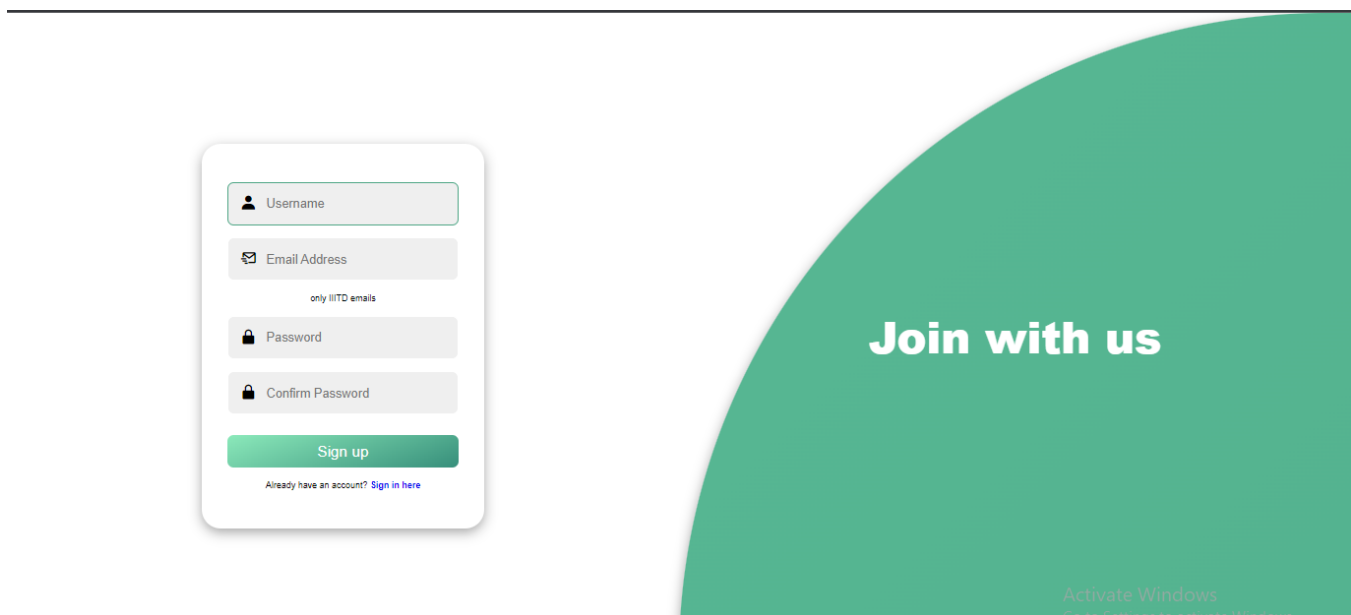 Username
Email Address
only IIITD emails
Password
Confirm Password
Sign up
Already have an account? Sign in here
Join with us
Activate Windows